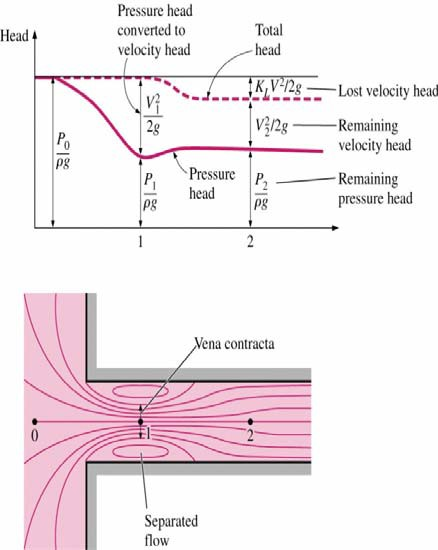 Pressure head
converted to
velocity head
Total
head
Head
K_L V²/2g
Lost velocity head
V₁²
2g
V₂²/2g
Remaining
velocity head
P₀
ρg
P₁
ρg
Pressure
head
P₂
ρg
Remaining
pressure head
1
2
Vena contracta
0
1
2
Separated
flow